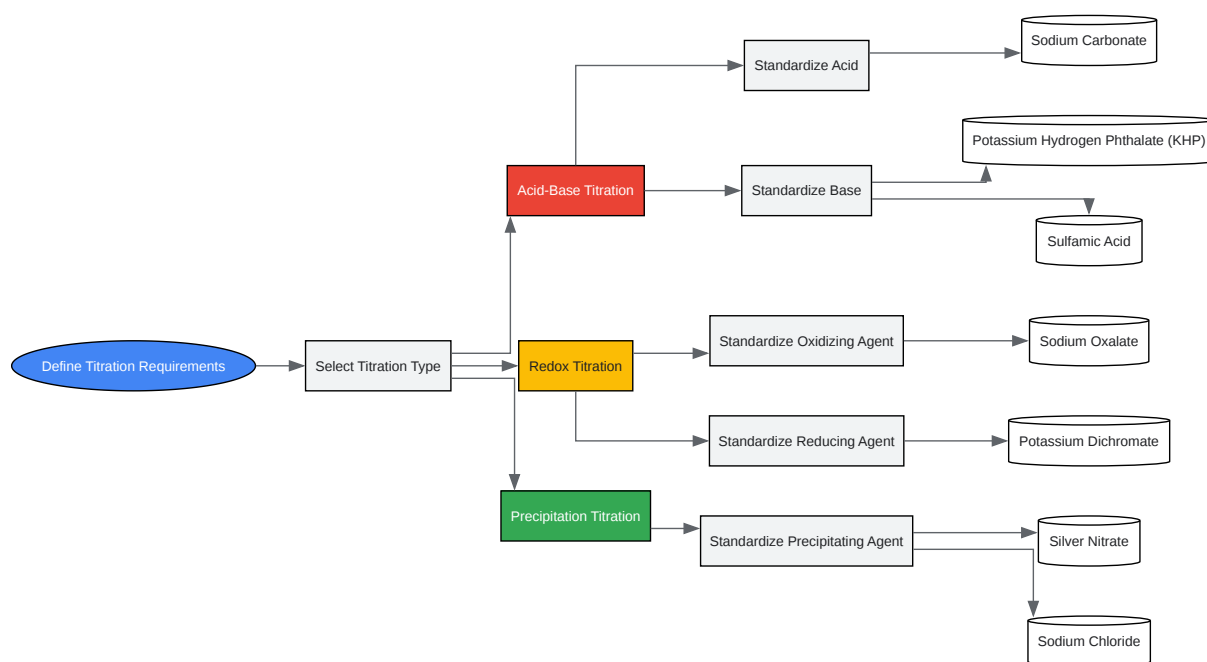 Sodium Carbonate
Standardize Acid
Potassium Hydrogen Phthalate (KHP)
Acid-Base Titration
Standardize Base
Sulfamic Acid
Standardize Oxidizing Agent
Sodium Oxalate
Define Titration Requirements
Select Titration Type
Redox Titration
Standardize Reducing Agent
Potassium Dichromate
Precipitation Titration
Standardize Precipitating Agent
Silver Nitrate
Sodium Chloride